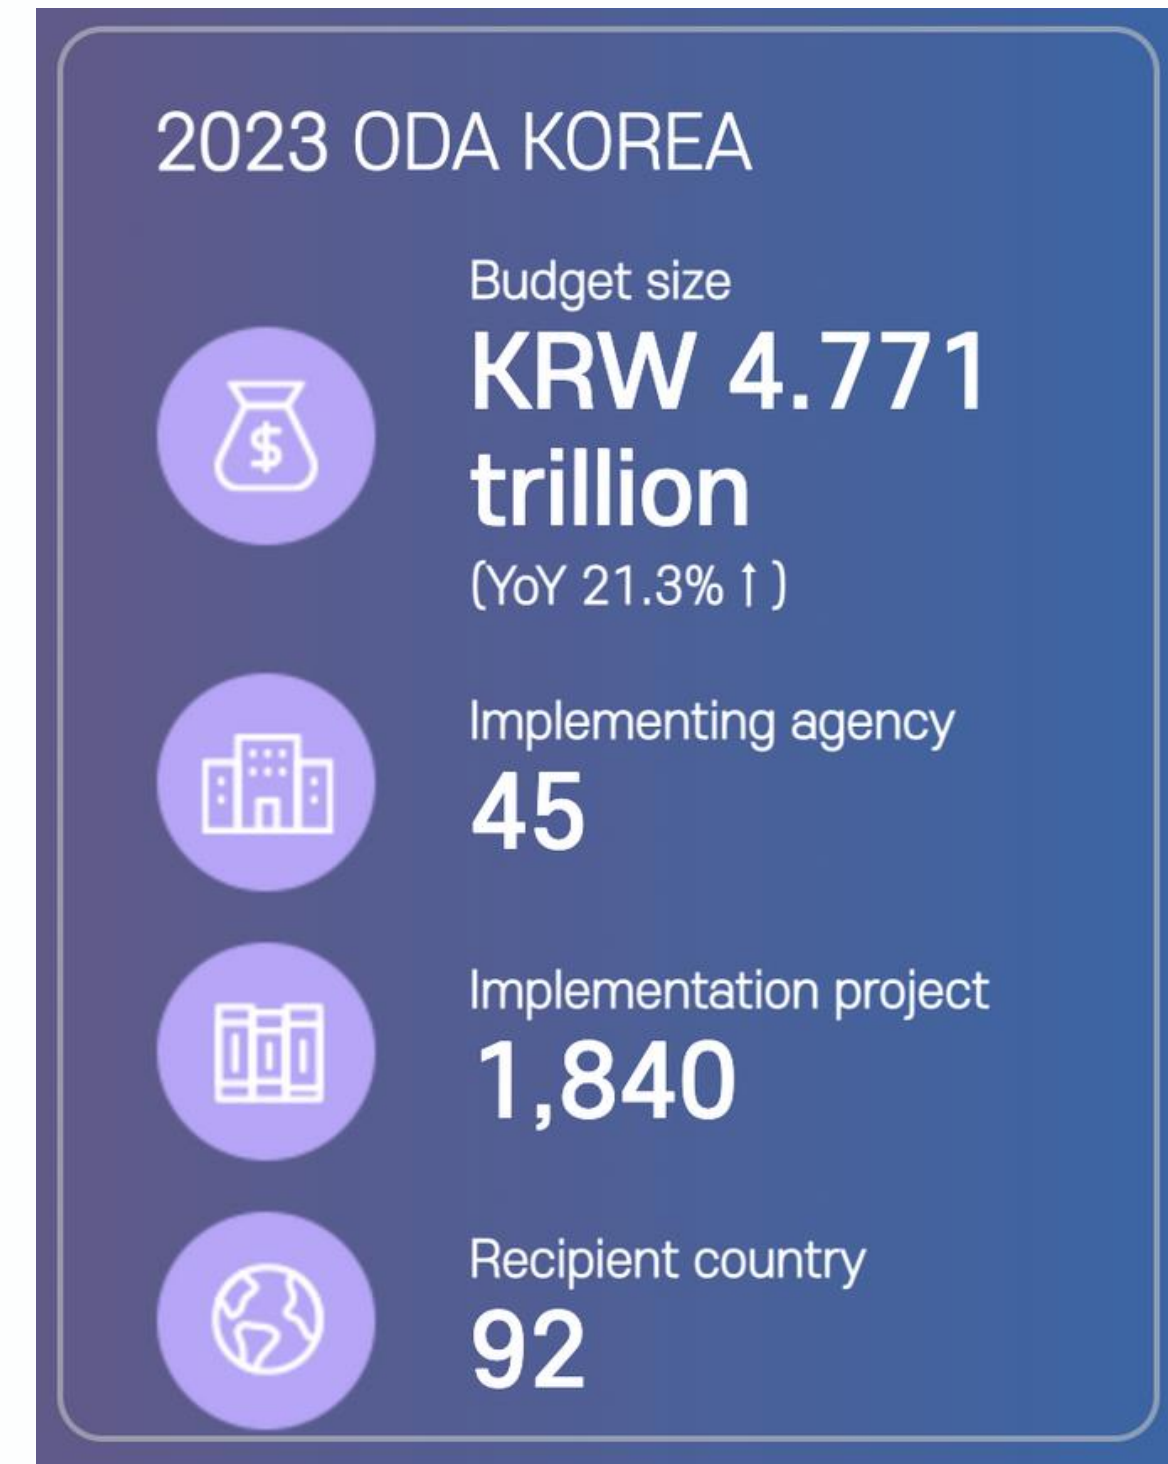 2023 ODA KOREA
Budget size
KRW 4.771
trillion
(YoY 21.3% ↑ )
$
Implementing agency
45
Implementation project
1,840
Recipient country
92